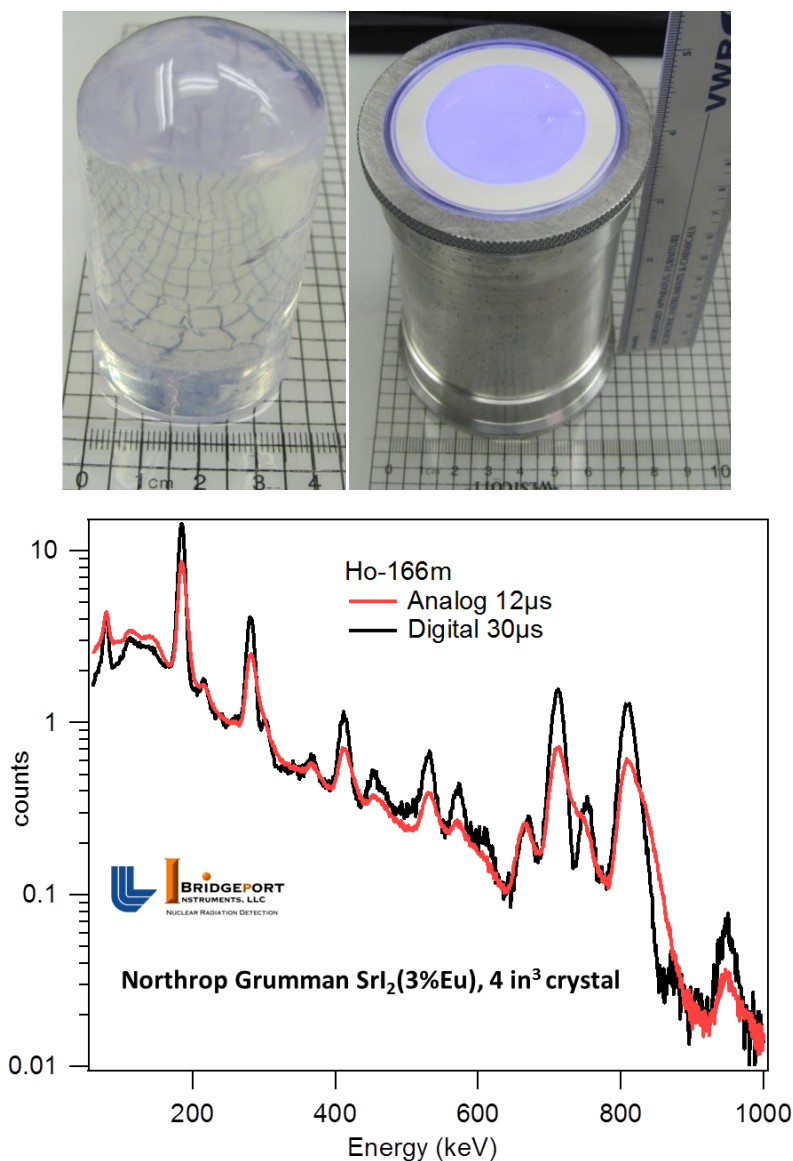 VWR
0 1cm 2 3 4
0 1cm 2 3 4 5 6 7 8 9 10
WESTCOTT
Ho-166m
Analog 12µs
Digital 30µs
10
1
0.1
0.01
counts
BRIDGEPORT
INSTRUMENTS, LLC
NUCLEAR RADIATION DETECTION
Northrop Grumman SrI₂(3%Eu), 4 in³ crystal
200 400 600 800 1000
Energy (keV)